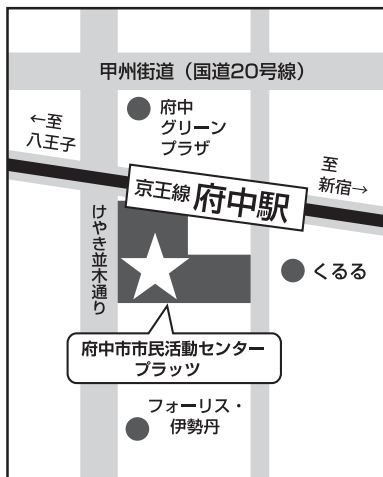 甲州街道（国道20号線）
府中
グリーン
プラザ
←至
八王子
至
新宿→
京王線 府中駅
けやき並木通り
くるる
府中市市民活動センター
プラッツ
フォーリス・
伊勢丹